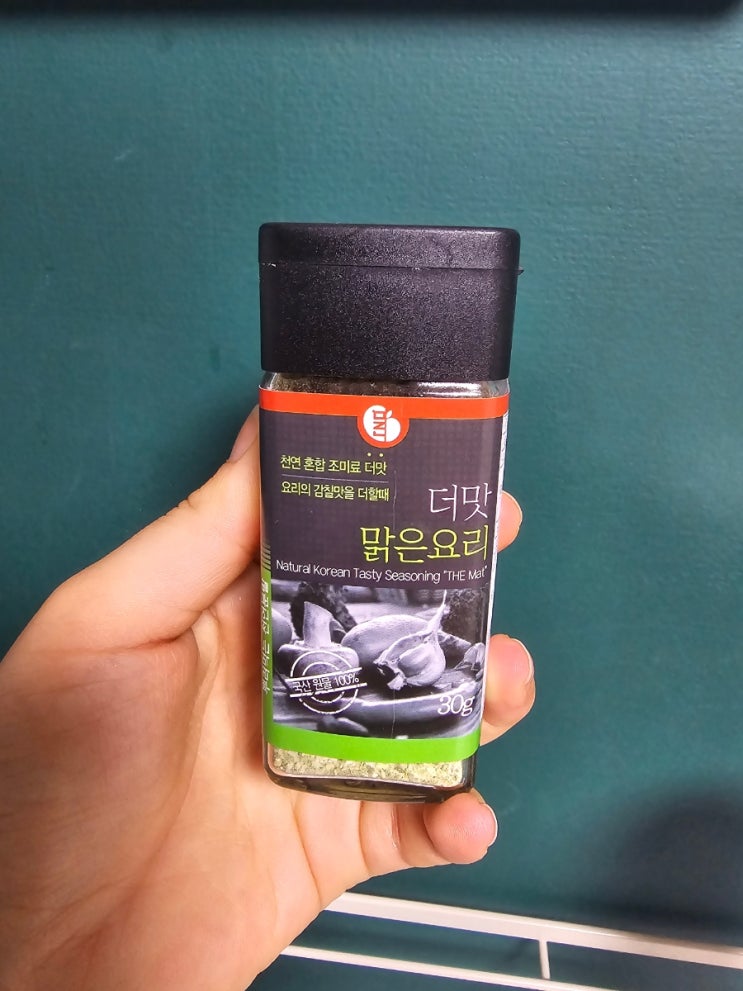 천연 혼합 조미료 더맛
요리의 감칠맛을 더할때
더맛
맑은요리
Natural Korean Tasty Seasoning "THE Mat"
국산 원물 100%
30g